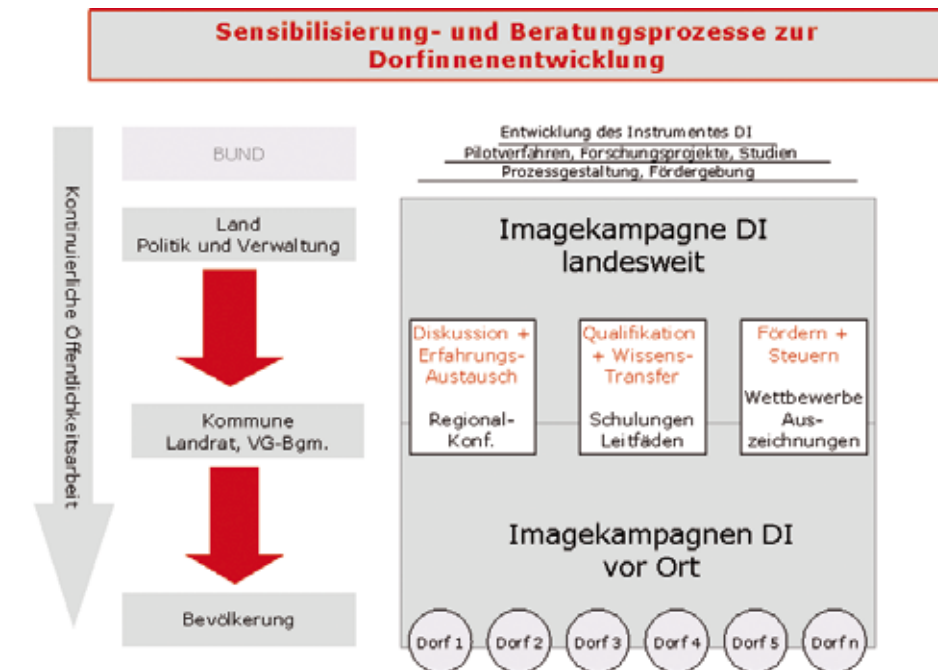 Sensibilisierung- und Beratungsprozesse zur
Dorfinnenentwicklung
Kontinuierliche Öffentlichkeitsarbeit
BUND
Land
Politik und Verwaltung
Kommune
Landrat, VG-Bgm.
Bevölkerung
Entwicklung des Instrumentes DI
Pilotverfahren, Forschungsprojekte, Studien
Prozessgestaltung, Fördergebung
Imagekampagne DI
landesweit
Diskussion +
Erfahrungs-
Austausch
Regional-
Konf.
Qualifikation
+ Wissens-
Transfer
Schulungen
Leitfäden
Fördern +
Steuern
Wettbewerbe
Aus-
zeichnungen
Imagekampagnen DI
vor Ort
Dorf 1
Dorf 2
Dorf 3
Dorf 4
Dorf 5
Dorf n